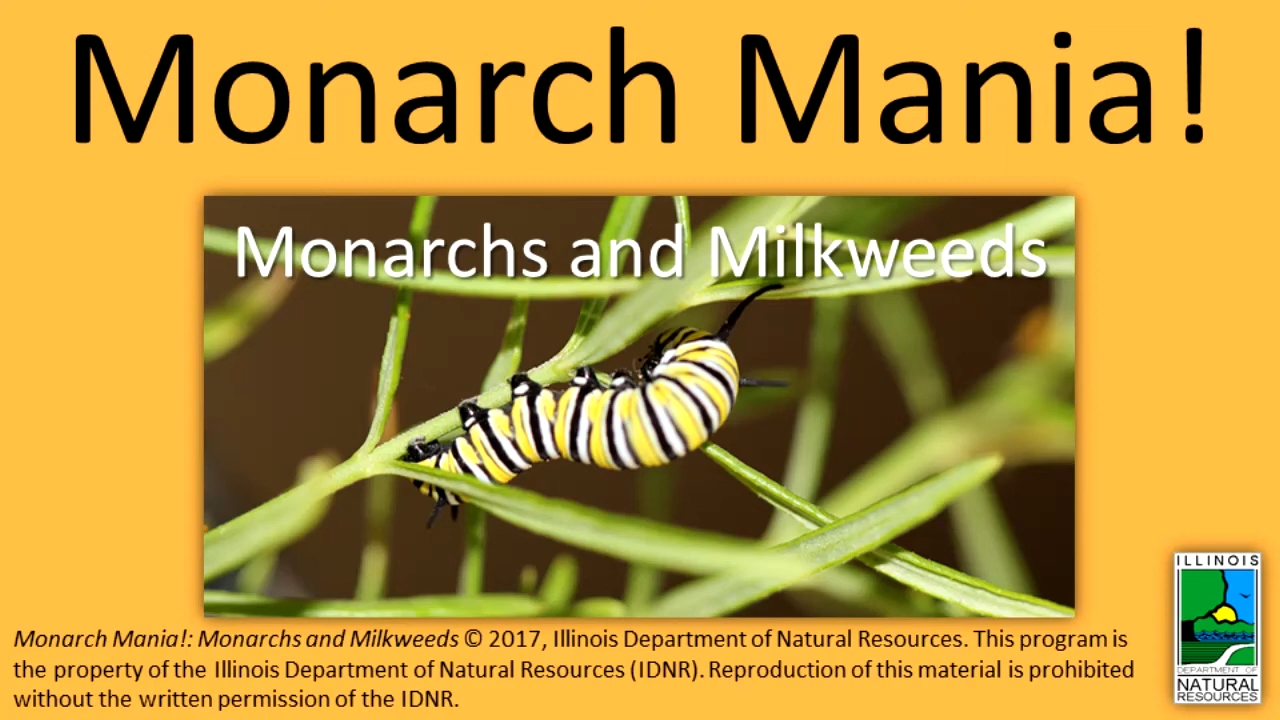 Monarch Mania!
Monarchs and Milkweeds
Monarch Mania!: Monarchs and Milkweeds © 2017, Illinois Department of Natural Resources. This program is
the property of the Illinois Department of Natural Resources (IDNR). Reproduction of this material is prohibited
without the written permission of the IDNR.
ILLINOIS
DEPARTMENT OF
NATURAL
RESOURCES